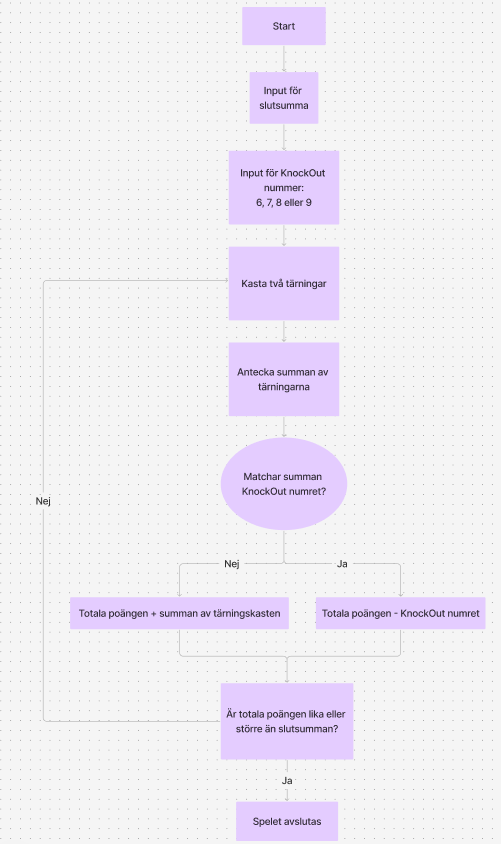 Start
Input för
slutsumma
Input för KnockOut
nummer:
6, 7, 8 eller 9
Kasta två tärningar
Antecka summan av
tärningarna
Matchar summan
KnockOut numret?
Nej
Nej
Ja
Totala poängen + summan av tärningskasten
Totala poängen - KnockOut numret
Är totala poängen lika eller
större än slutsumman?
Ja
Spelet avslutas